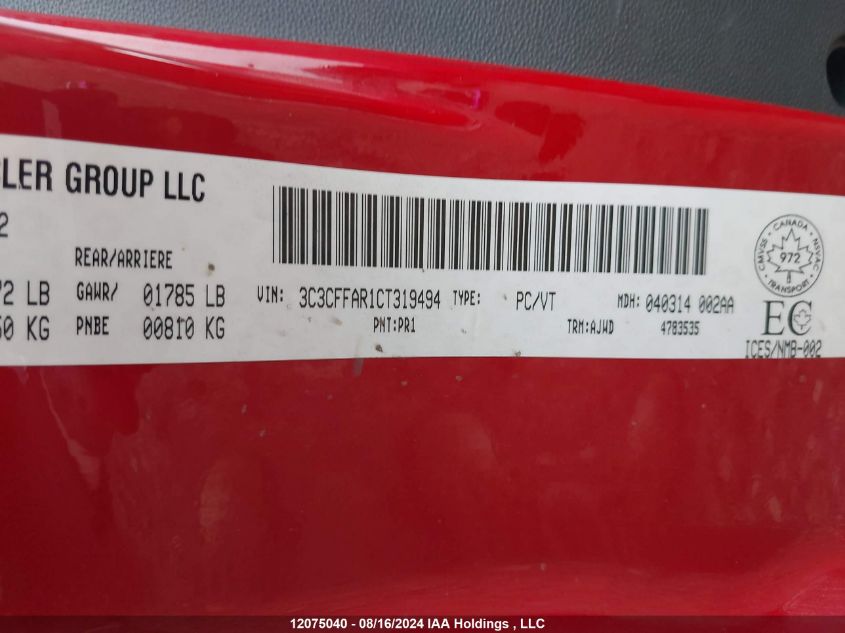 LER GROUP LLC
2
REAR/ARRIERE
72 LB GAWR/ 01785 LB VIN: 3C3CFFAR1CT319494 TYPE: PC/VT MDH: 040314 002AA
50 KG PNBE 00810 KG PNT:PR1 TRM:AJWD 4783535
CANADA
CMVSS 972 NSVAC
TRANSPORT
EC
ICES/NMB-002
12075040 - 08/16/2024 IAA Holdings , LLC